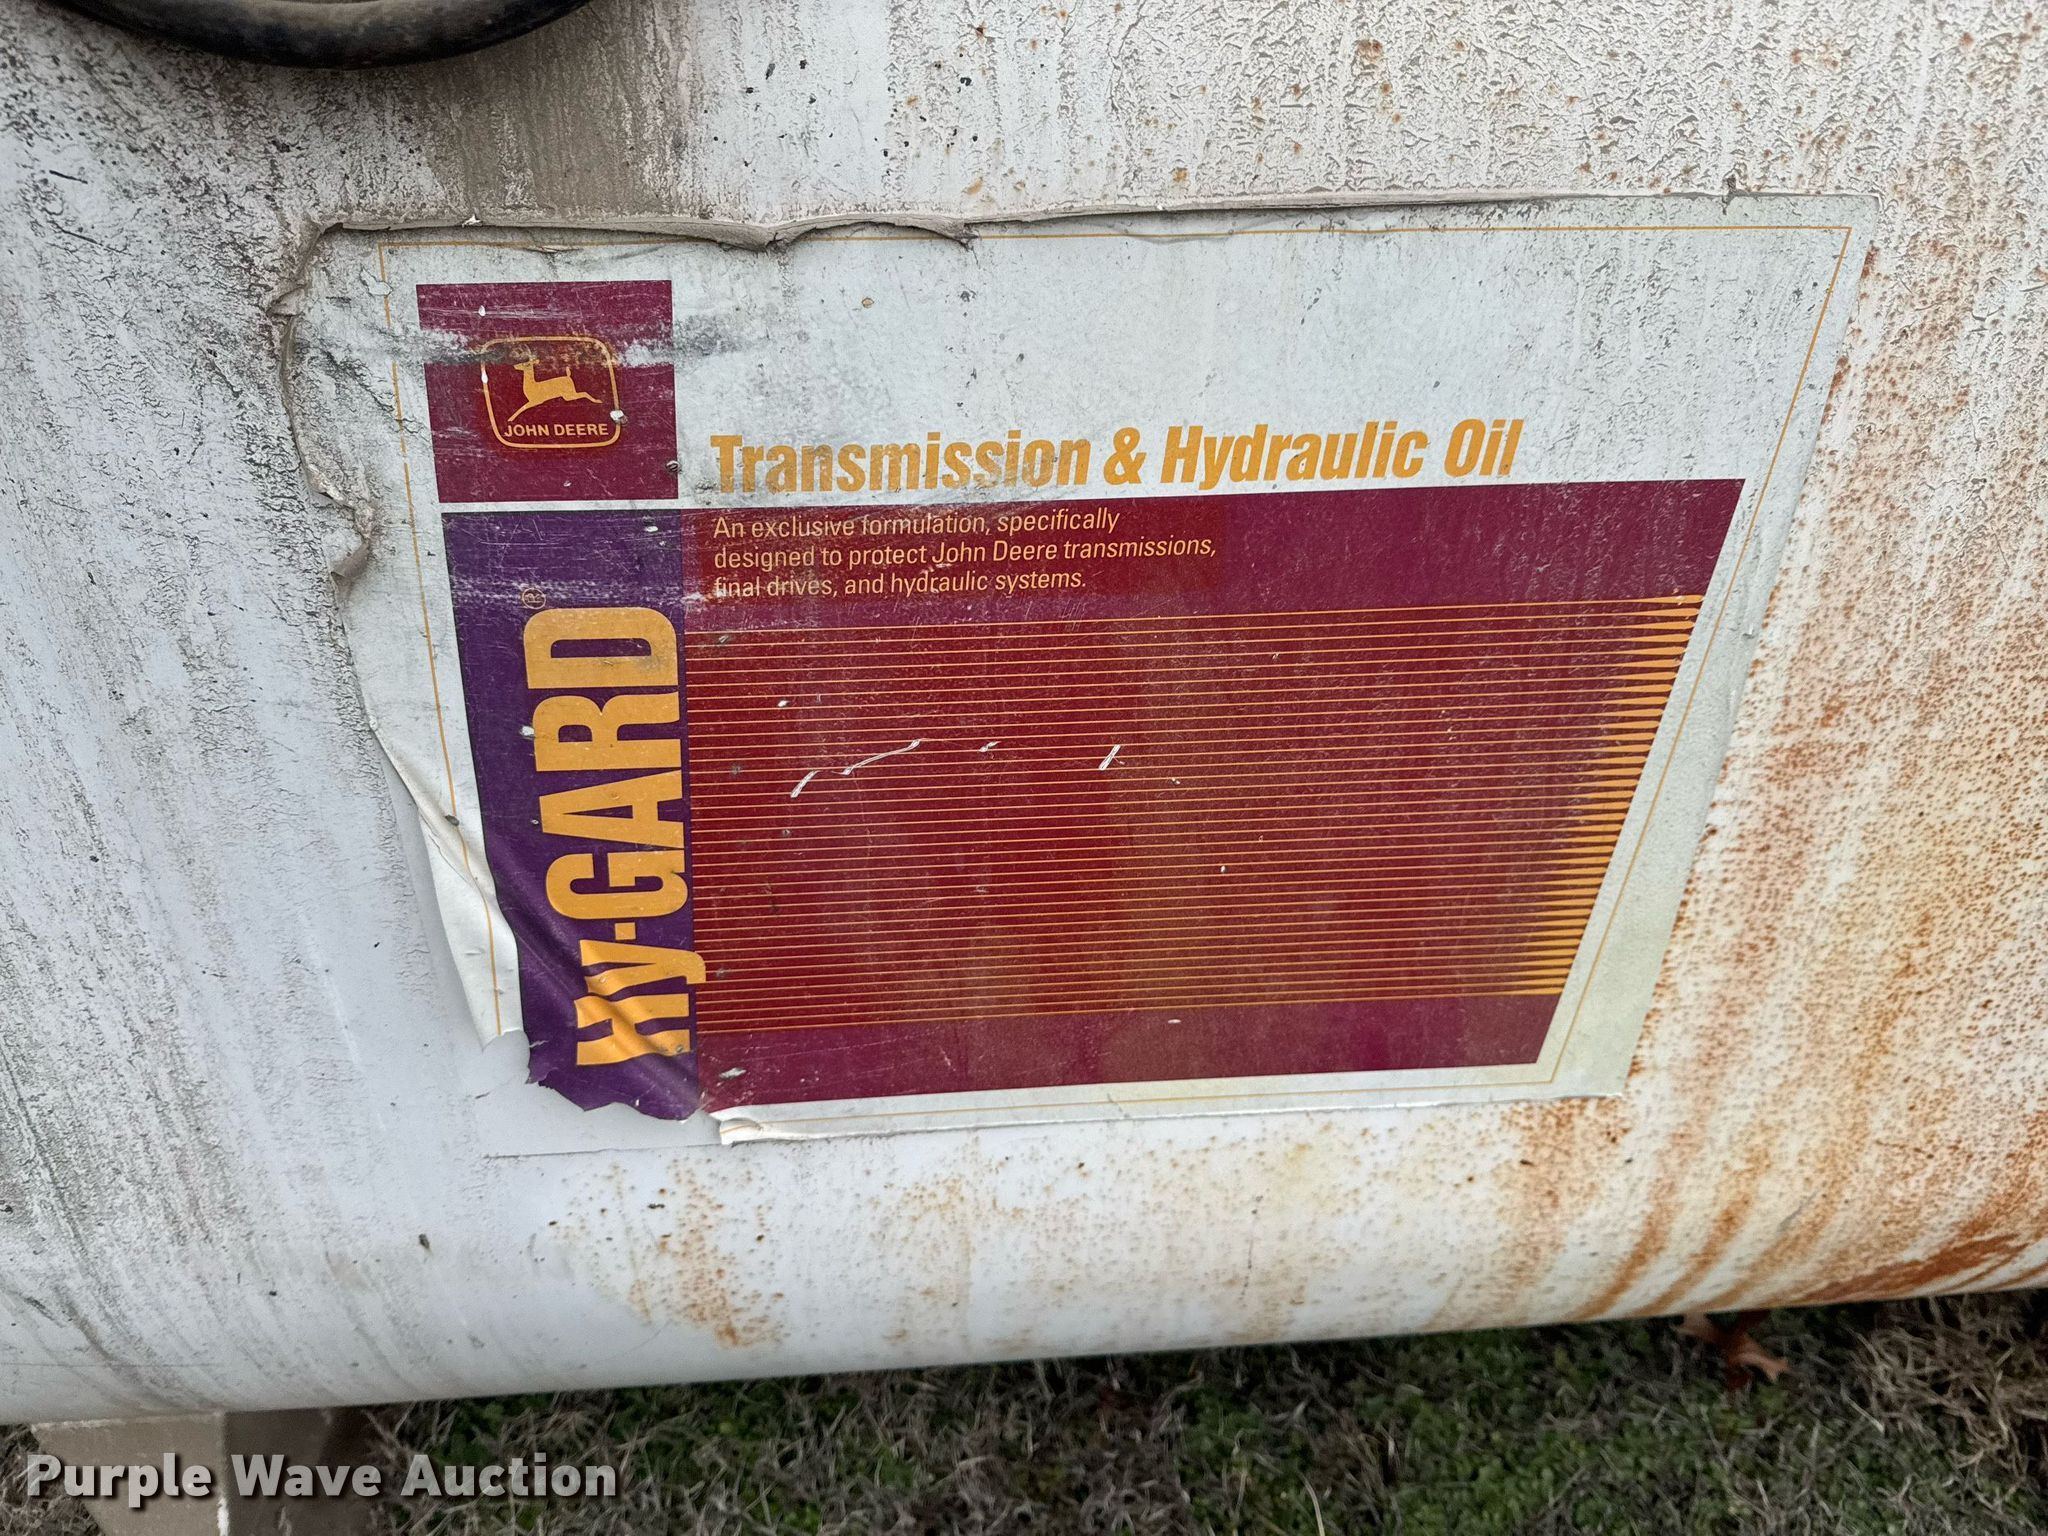 JOHN DEERE
Transmission & Hydraulic Oil
An exclusive formulation, specifically
designed to protect John Deere transmissions,
final drives, and hydraulic systems.
Hy-GARD®
Purple Wave Auction